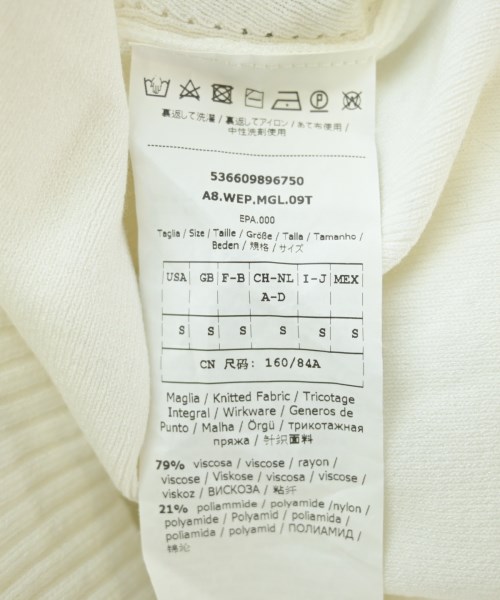 裏返して洗濯 / 裏返してアイロン / あて布使用 /
中性洗剤使用
536609896750
A8.WEP.MGL.09T
EPA.000
Taglia / Size / Taille / Größe / Talla / Tamanho /
Beden / 规格 / サイズ
USA GB F-B CH-NL I-J MEX
A-D
S S S S S S
CN 尺码: 160/84A
Maglia / Knitted Fabric / Tricotage
Integral / Wirkware / Generos de
Punto / Malha / Örgü / трикотажная
пряжа / 针织面料
79% viscosa / viscose / rayon /
viscose / Viskose / viscosa / viscose /
viskoz / ВИСКОЗА / 粘纤
21% poliammide / polyamide /nylon /
polyamide / Polyamid / poliamida /
poliamida / polyamid / ПОЛИАМИД /
锦纶